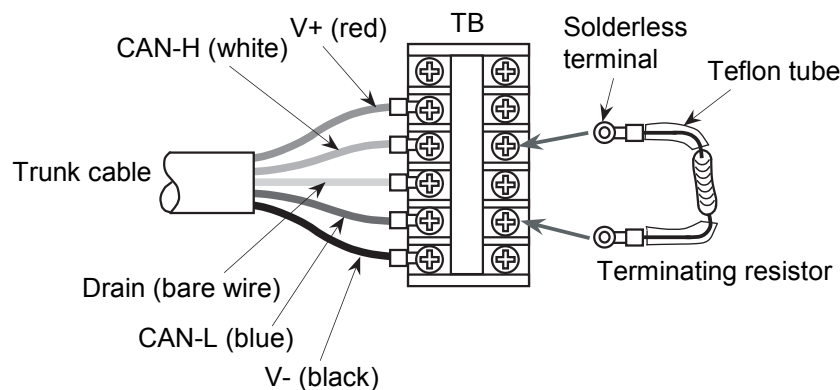 V+ (red)
TB
CAN-H (white)
Solderless
terminal
Teflon tube
Trunk cable
Drain (bare wire)
Terminating resistor
CAN-L (blue)
V- (black)